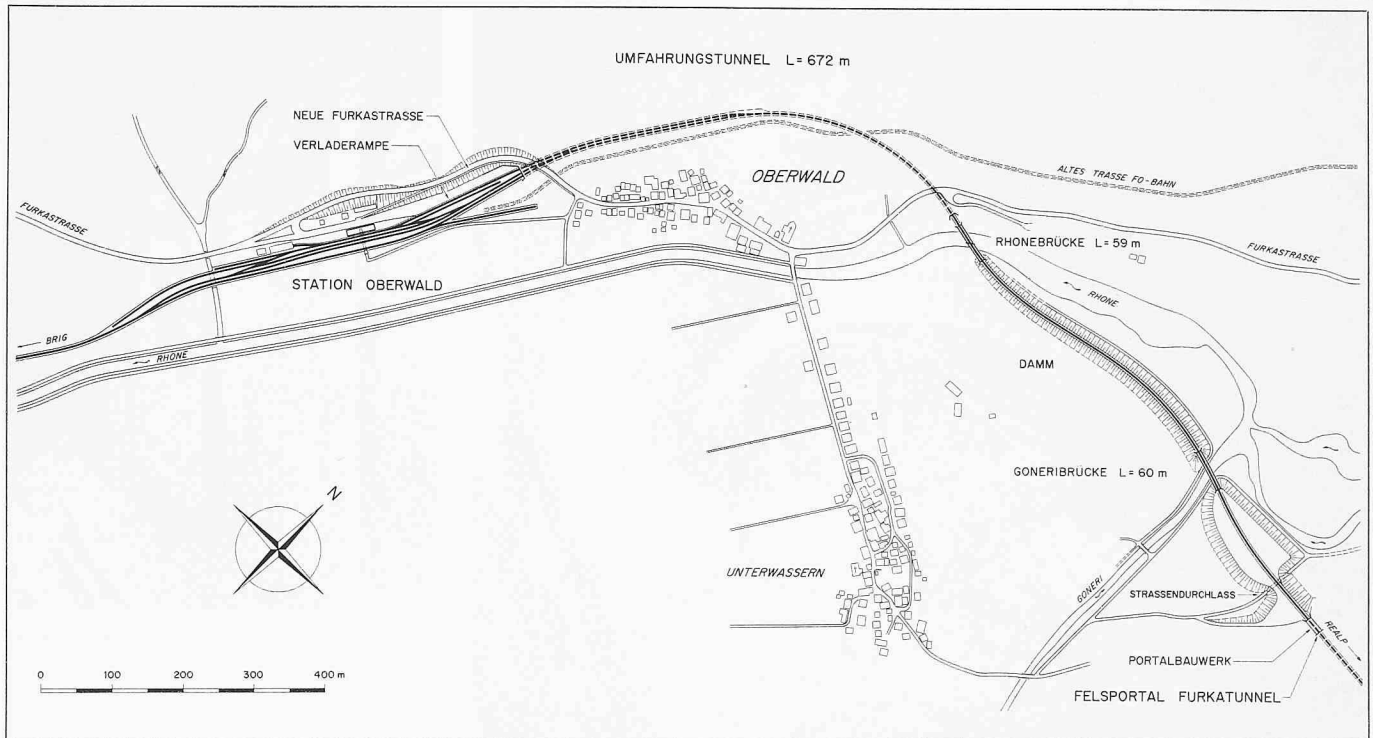 UMFAHRUNGSTUNNEL L= 672 m
NEUE FURKASTRASSE
VERLADERAMPE
OBERWALD
ALTES TRASSE FO-BAHN
FURKASTRASSE
RHONEBRÜCKE L= 59 m
FURKASTRASSE
STATION OBERWALD
RHONE
BRIG
RHONE
DAMM
GONERIBRÜCKE L= 60 m
N
UNTERWASSERN
GONERI
STRASSENDURCHLASS
REALP
PORTALBAUWERK
FELSPORTAL FURKATUNNEL
0 100 200 300 400 m